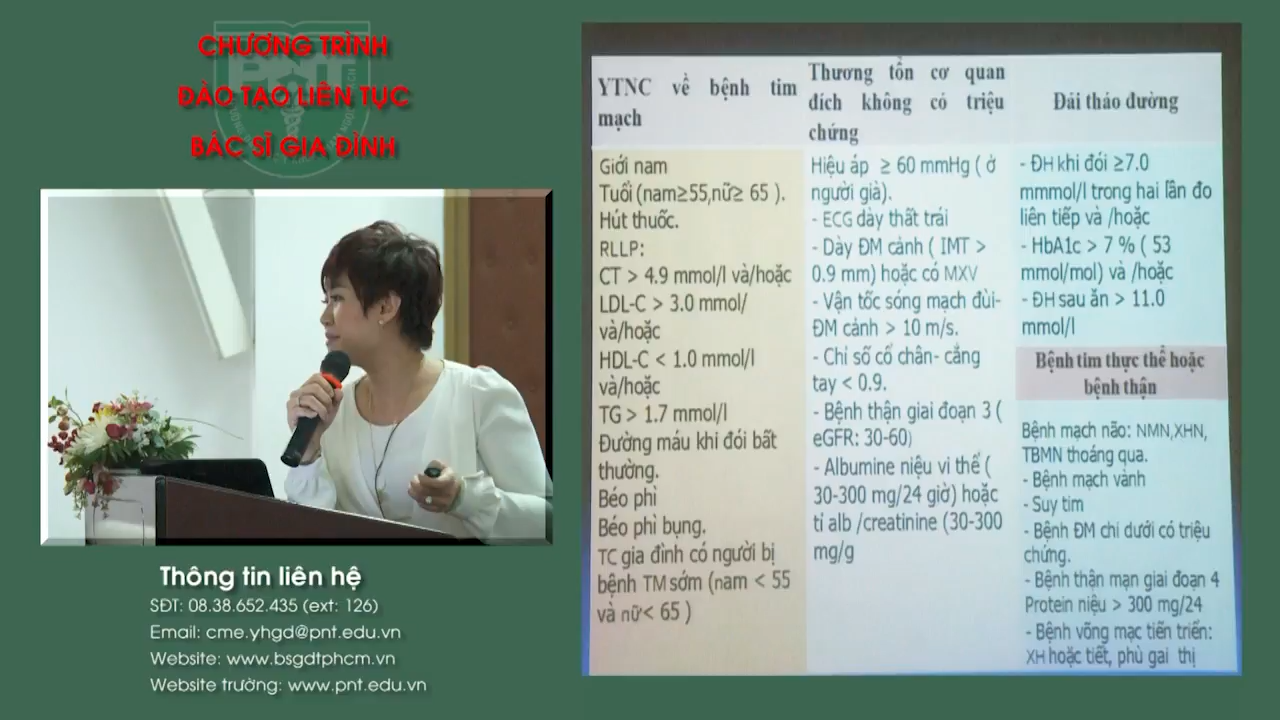 CHƯƠNG TRÌNH
ĐÀO TẠO LIÊN TỤC
BÁC SĨ GIA ĐÌNH
PNT
Thông tin liên hệ
SĐT: 08.38.652.435 (ext: 126)
Email: cme.yhgd@pnt.edu.vn
Website: www.bsgdtphcm.vn
Website trường: www.pnt.edu.vn
YTNC về bệnh tim
mạch
Giới nam
Tuổi (nam≥55,nữ≥ 65 ).
Hút thuốc.
RLLP:
CT > 4.9 mmol/l và/hoặc
LDL-C > 3.0 mmol/
và/hoặc
HDL-C < 1.0 mmol/l
và/hoặc
TG > 1.7 mmol/l
Đường máu khi đói bất
thường.
Béo phì
Béo phì bụng.
TC gia đình có người bị
bệnh TM sớm (nam < 55
và nữ< 65 )
Thương tổn cơ quan
đích không có triệu
chứng
Hiệu áp ≥ 60 mmHg ( ở
người già).
- ECG dày thất trái
- Dày ĐM cảnh ( IMT >
0.9 mm) hoặc có MXV
- Vận tốc sóng mạch đùi-
ĐM cảnh > 10 m/s.
- Chỉ số cổ chân- cẳng
tay < 0.9.
- Bệnh thận giai đoạn 3 (
eGFR: 30-60)
- Albumine niệu vi thể (
30-300 mg/24 giờ) hoặc
tỉ alb /creatinine (30-300
mg/g
Đái tháo đường
- ĐH khi đói ≥7.0
mmmol/l trong hai lần đo
liên tiếp và /hoặc
- HbA1c > 7 % ( 53
mmol/mol) và /hoặc
- ĐH sau ăn > 11.0
mmol/l
Bệnh tim thực thể hoặc
bệnh thận
Bệnh mạch não: NMN,XHN,
TBMN thoáng qua.
- Bệnh mạch vành
- Suy tim
- Bệnh ĐM chi dưới có triệu
chứng.
- Bệnh thận mạn giai đoạn 4
Protein niệu > 300 mg/24
- Bệnh võng mạc tiến triển:
XH hoặc tiết, phù gai thị